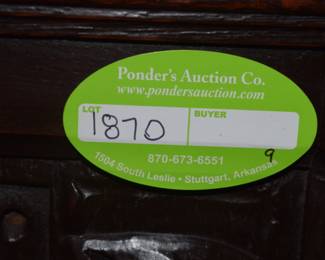 Ponder's Auction Co.
www.pondersauction.com
LOT
1870
BUYER
870-673-6551
9
1504 South Leslie • Stuttgart, Arkansas